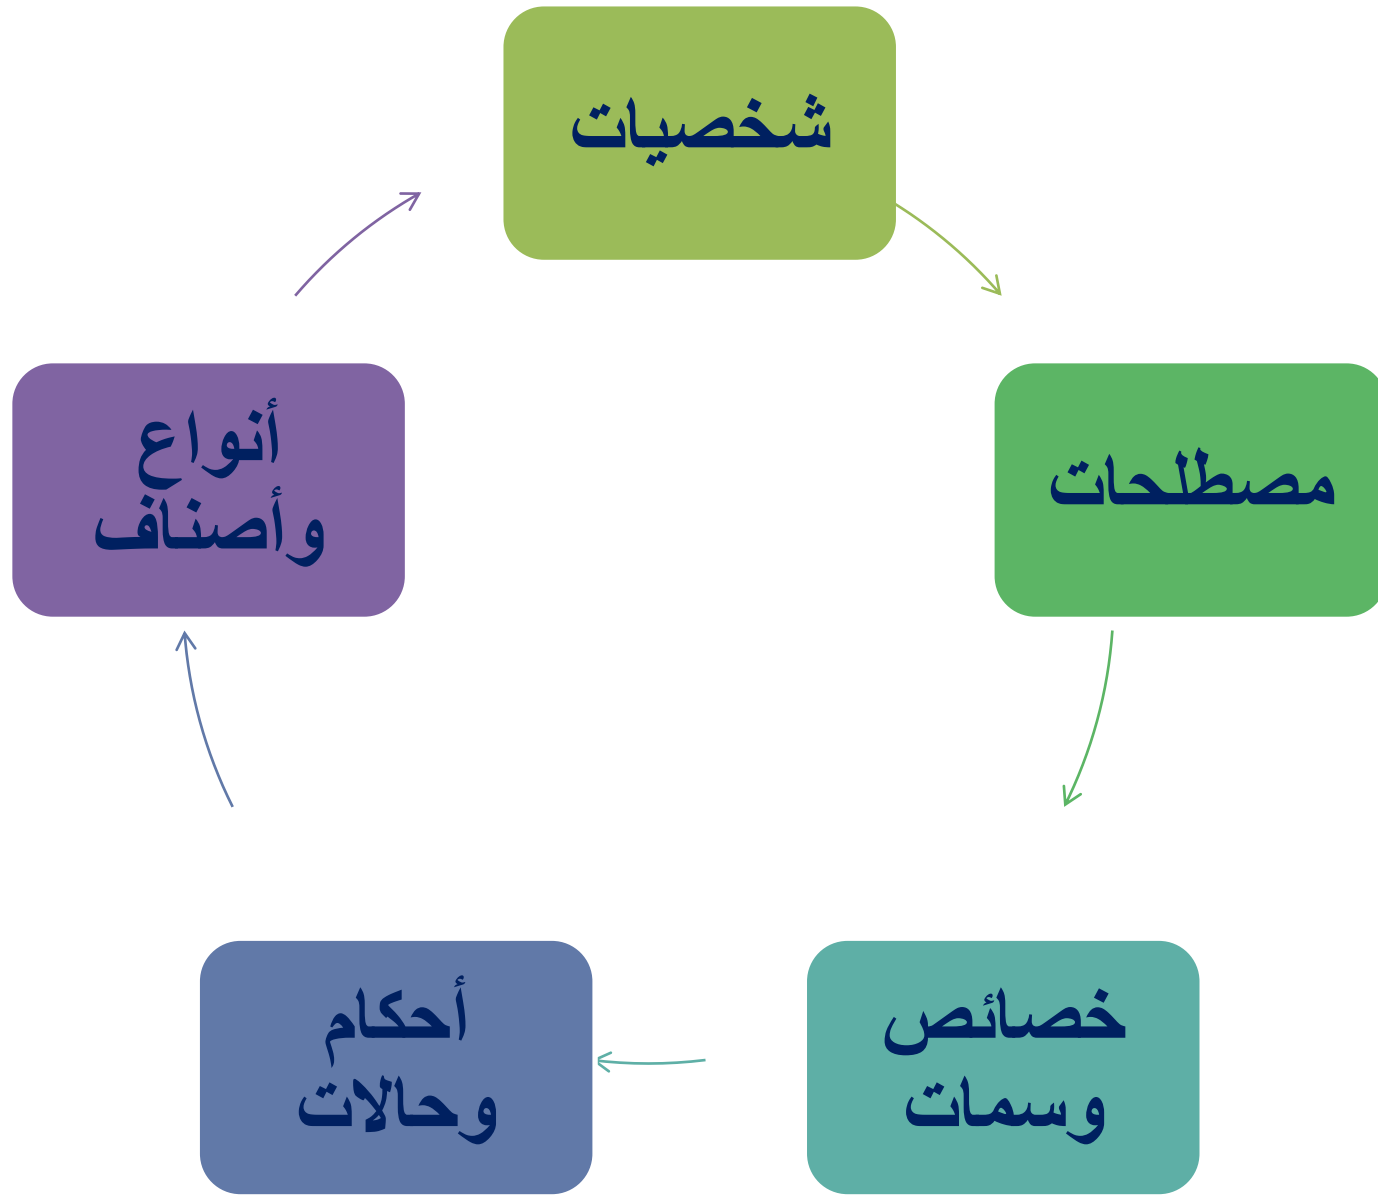 شخصيات
مصطلحات
خصائص
وسمات
أحكام
وحالات
أنواع
وأصناف